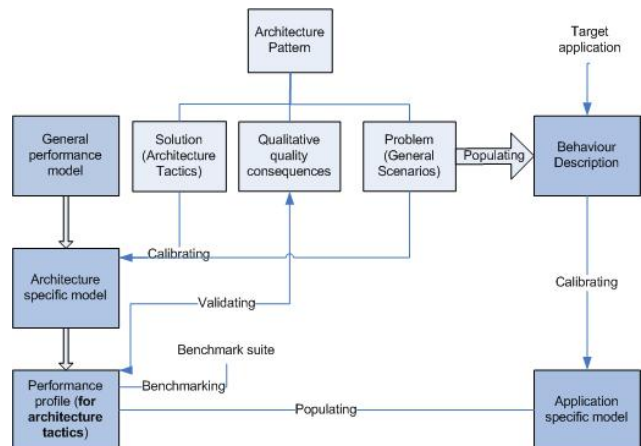 Architecture
Pattern
Target
application
General
performance
model
Solution
(Architecture
Tactics)
Qualitative
quality
consequences
Problem
(General
Scenarios)
Populating
Behaviour
Description
Calibrating
Architecture
specific model
Validating
Calibrating
Benchmark suite
Performance
profile (for
architecture
tactics)
Benchmarking
Populating
Application
specific model